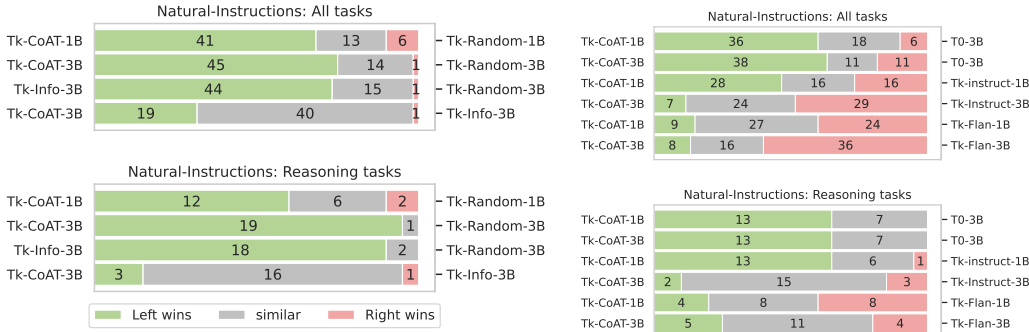 Natural-Instructions: All tasks
Tk-CoAT-1B 41 13 6 Tk-Random-1B
Tk-CoAT-3B 45 14 1 Tk-Random-3B
Tk-Info-3B 44 15 1 Tk-Random-3B
Tk-CoAT-3B 19 40 1 Tk-Info-3B
Natural-Instructions: Reasoning tasks
Tk-CoAT-1B 12 6 2 Tk-Random-1B
Tk-CoAT-3B 19 1 Tk-Random-3B
Tk-Info-3B 18 2 Tk-Random-3B
Tk-CoAT-3B 3 16 1 Tk-Info-3B
Left wins similar Right wins
Natural-Instructions: All tasks
Tk-CoAT-1B 36 18 6 T0-3B
Tk-CoAT-3B 38 11 11 T0-3B
Tk-CoAT-1B 28 16 16 Tk-instruct-1B
Tk-CoAT-3B 7 24 29 Tk-Instruct-3B
Tk-CoAT-1B 9 27 24 Tk-Flan-1B
Tk-CoAT-3B 8 16 36 Tk-Flan-3B
Natural-Instructions: Reasoning tasks
Tk-CoAT-1B 13 7 T0-3B
Tk-CoAT-3B 13 7 T0-3B
Tk-CoAT-1B 13 6 1 Tk-instruct-1B
Tk-CoAT-3B 2 15 3 Tk-Instruct-3B
Tk-CoAT-1B 4 8 8 Tk-Flan-1B
Tk-CoAT-3B 5 11 4 Tk-Flan-3B